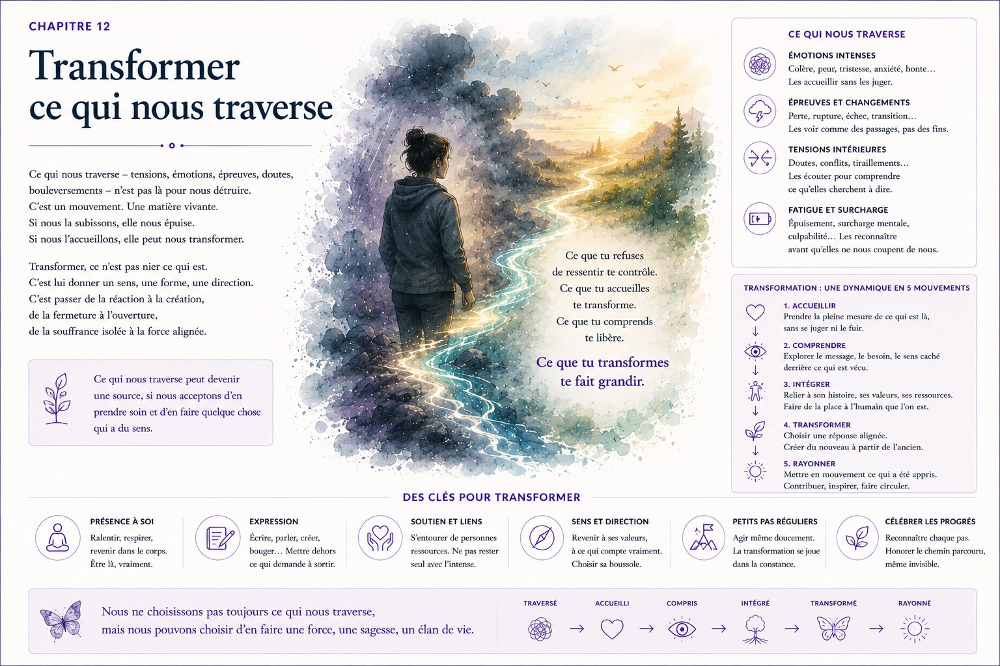 CHAPITRE 12
Transformer
ce qui nous traverse
Ce qui nous traverse – tensions, émotions, épreuves, doutes,
bouleversements – n’est pas là pour nous détruire.
C’est un mouvement. Une matière vivante.
Si nous la subissons, elle nous épuise.
Si nous l’accueillons, elle peut nous transformer.
Transformer, ce n’est pas nier ce qui est.
C’est lui donner un sens, une forme, une direction.
C’est passer de la réaction à la création,
de la fermeture à l’ouverture,
de la souffrance isolée à la force alignée.
Ce qui nous traverse peut devenir
une source, si nous acceptons d’en
prendre soin et d’en faire quelque chose
qui a du sens.
Ce que tu refuses
de ressentir te contrôle.
Ce que tu accueilles
te transforme.
Ce que tu comprends
te libère.
Ce que tu transformes
te fait grandir.
CE QUI NOUS TRAVERSE
ÉMOTIONS INTENSES
Colère, peur, tristesse, anxiété, honte…
Les accueillir sans les juger.
ÉPREUVES ET CHANGEMENTS
Perte, rupture, échec, transition…
Les voir comme des passages, pas des fins.
TENSIONS INTÉRIEURES
Doutes, conflits, tiraillements…
Les écouter pour comprendre
ce qu’elles cherchent à dire.
FATIGUE ET SURCHARGE
Épuisement, surcharge mentale,
culpabilité… Les reconnaître
avant qu’elles ne nous coupent de nous.
TRANSFORMATION : UNE DYNAMIQUE EN 5 MOUVEMENTS
1. ACCUEILLIR
Prendre la pleine mesure de ce qui est là,
sans se juger ni le fuir.
2. COMPRENDRE
Explorer le message, le besoin, le sens caché
derrière ce qui est vécu.
3. INTÉGRER
Relier à son histoire, ses valeurs, ses ressources.
Faire de la place à l’humain que l’on est.
4. TRANSFORMER
Choisir une réponse alignée.
Créer du nouveau à partir de l’ancien.
5. RAYONNER
Mettre en mouvement ce qui a été appris.
Contribuer, inspirer, faire circuler.
DES CLÉS POUR TRANSFORMER
PRÉSENCE À SOI
Ralentir, respirer,
revenir dans le corps.
Être là, vraiment.
EXPRESSION
Écrire, parler, créer,
bouger… Mettre dehors
ce qui demande à sortir.
SOUTIEN ET LIENS
S’entourer de personnes
ressources. Ne pas rester
seul avec l’intense.
SENS ET DIRECTION
Revenir à ses valeurs,
à ce qui compte vraiment.
Choisir sa boussole.
PETITS PAS RÉGULIERS
Agir même doucement.
La transformation se joue
dans la constance.
CÉLÉBRER LES PROGRÈS
Reconnaître chaque pas.
Honorer le chemin parcouru,
même invisible.
Nous ne choisissons pas toujours ce qui nous traverse,
mais nous pouvons choisir d’en faire une force, une sagesse, un élan de vie.
TRAVERSÉ
ACCUEILLI
COMPRIS
INTÉGRÉ
TRANSFORMÉ
RAYONNÉ